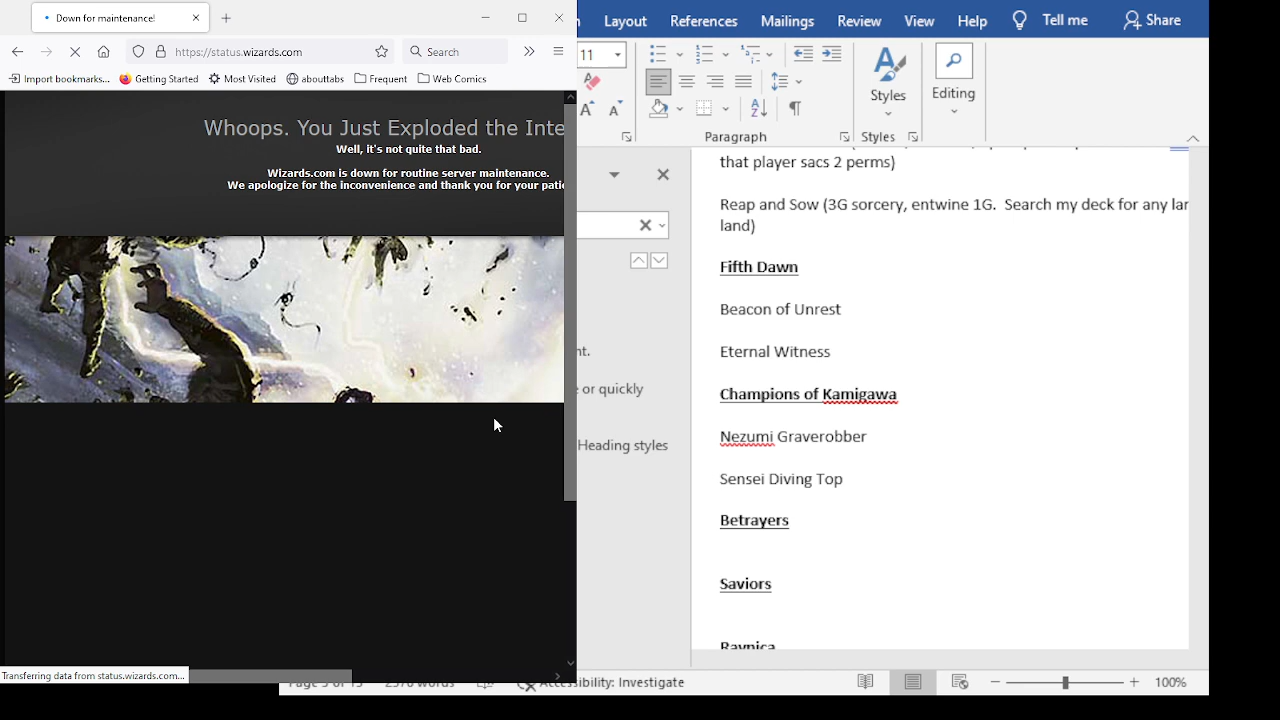 Down for maintenance!
https://status.wizards.com
Search
Import bookmarks...
Getting Started
Most Visited
abouttabs
Frequent
Web Comics
Whoops. You Just Exploded the Inte
Well, it's not quite that bad.
Wizards.com is down for routine server maintenance.
We apologize for the inconvenience and thank you for your patie
Transferring data from status.wizards.com...
Layout References Mailings Review View Help Tell me Share
11
Styles
Editing
Paragraph
Styles
nt.
e or quickly
Heading styles
that player sacs 2 perms)
Reap and Sow (3G sorcery, entwine 1G. Search my deck for any lan
land)
Fifth Dawn
Beacon of Unrest
Eternal Witness
Champions of Kamigawa
Nezumi Graverobber
Sensei Diving Top
Betrayers
Saviors
Ravnica
words
Accessibility: Investigate
100%